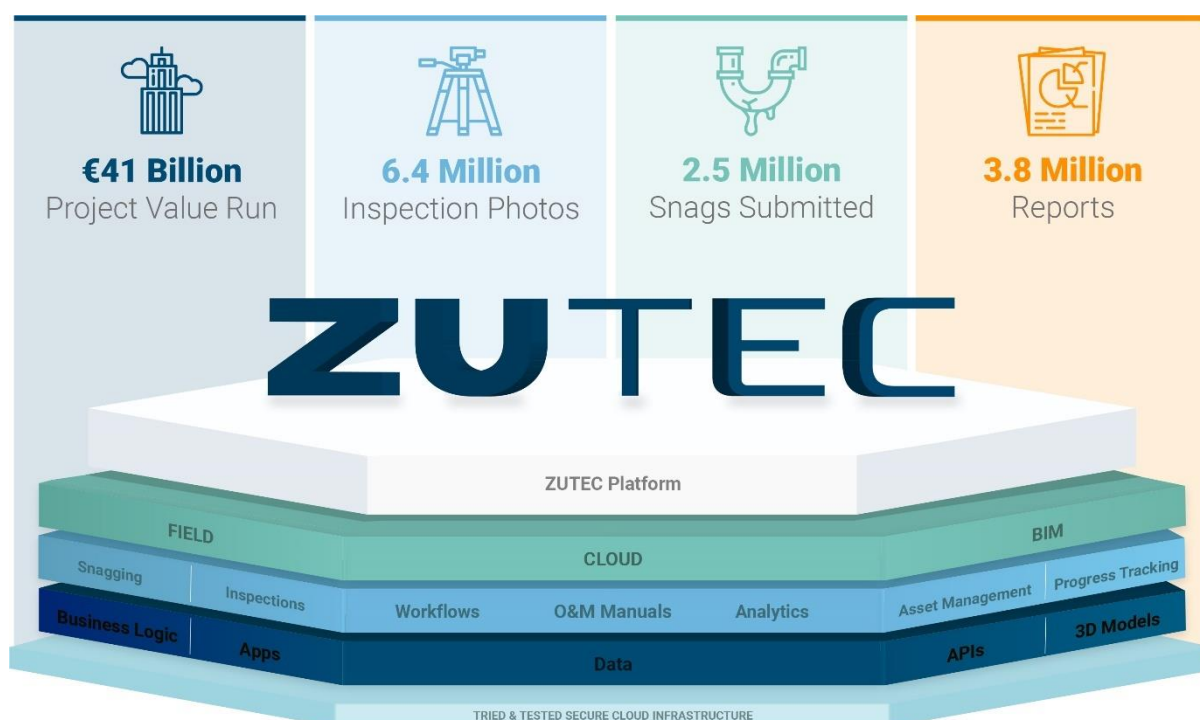 €41 Billion
Project Value Run
6.4 Million
Inspection Photos
2.5 Million
Snags Submitted
3.8 Million
Reports
ZUTEC
ZUTEC Platform
FIELD
CLOUD
BIM
Snagging
Inspections
Workflows
O&M Manuals
Analytics
Asset Management
Progress Tracking
Business Logic
Apps
Data
APIs
3D Models
TRIED & TESTED SECURE CLOUD INFRASTRUCTURE